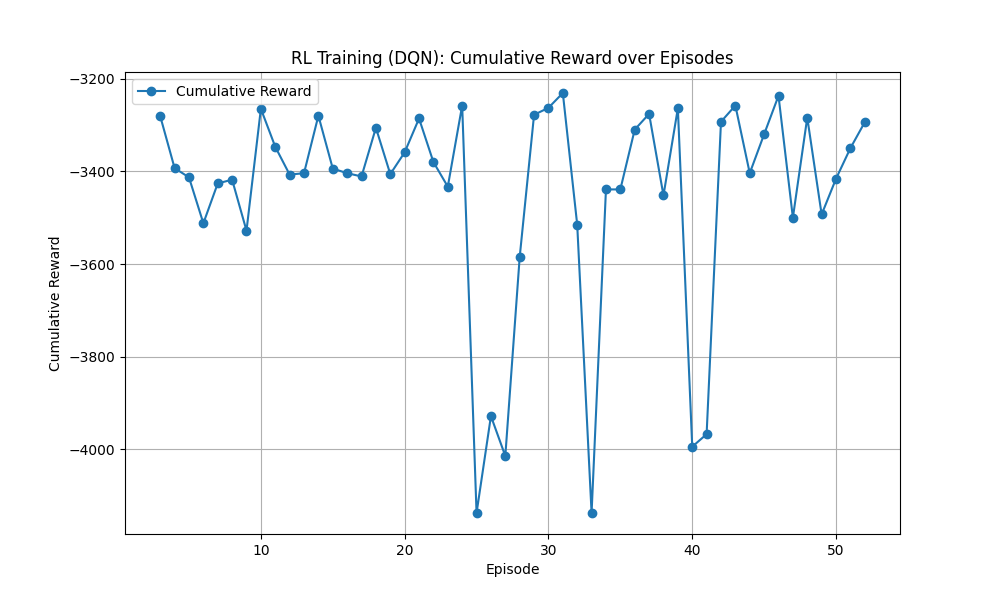 RL Training (DQN): Cumulative Reward over Episodes
Cumulative Reward
−3200
−3400
−3600
−3800
−4000
Cumulative Reward
10
20
30
40
50
Episode